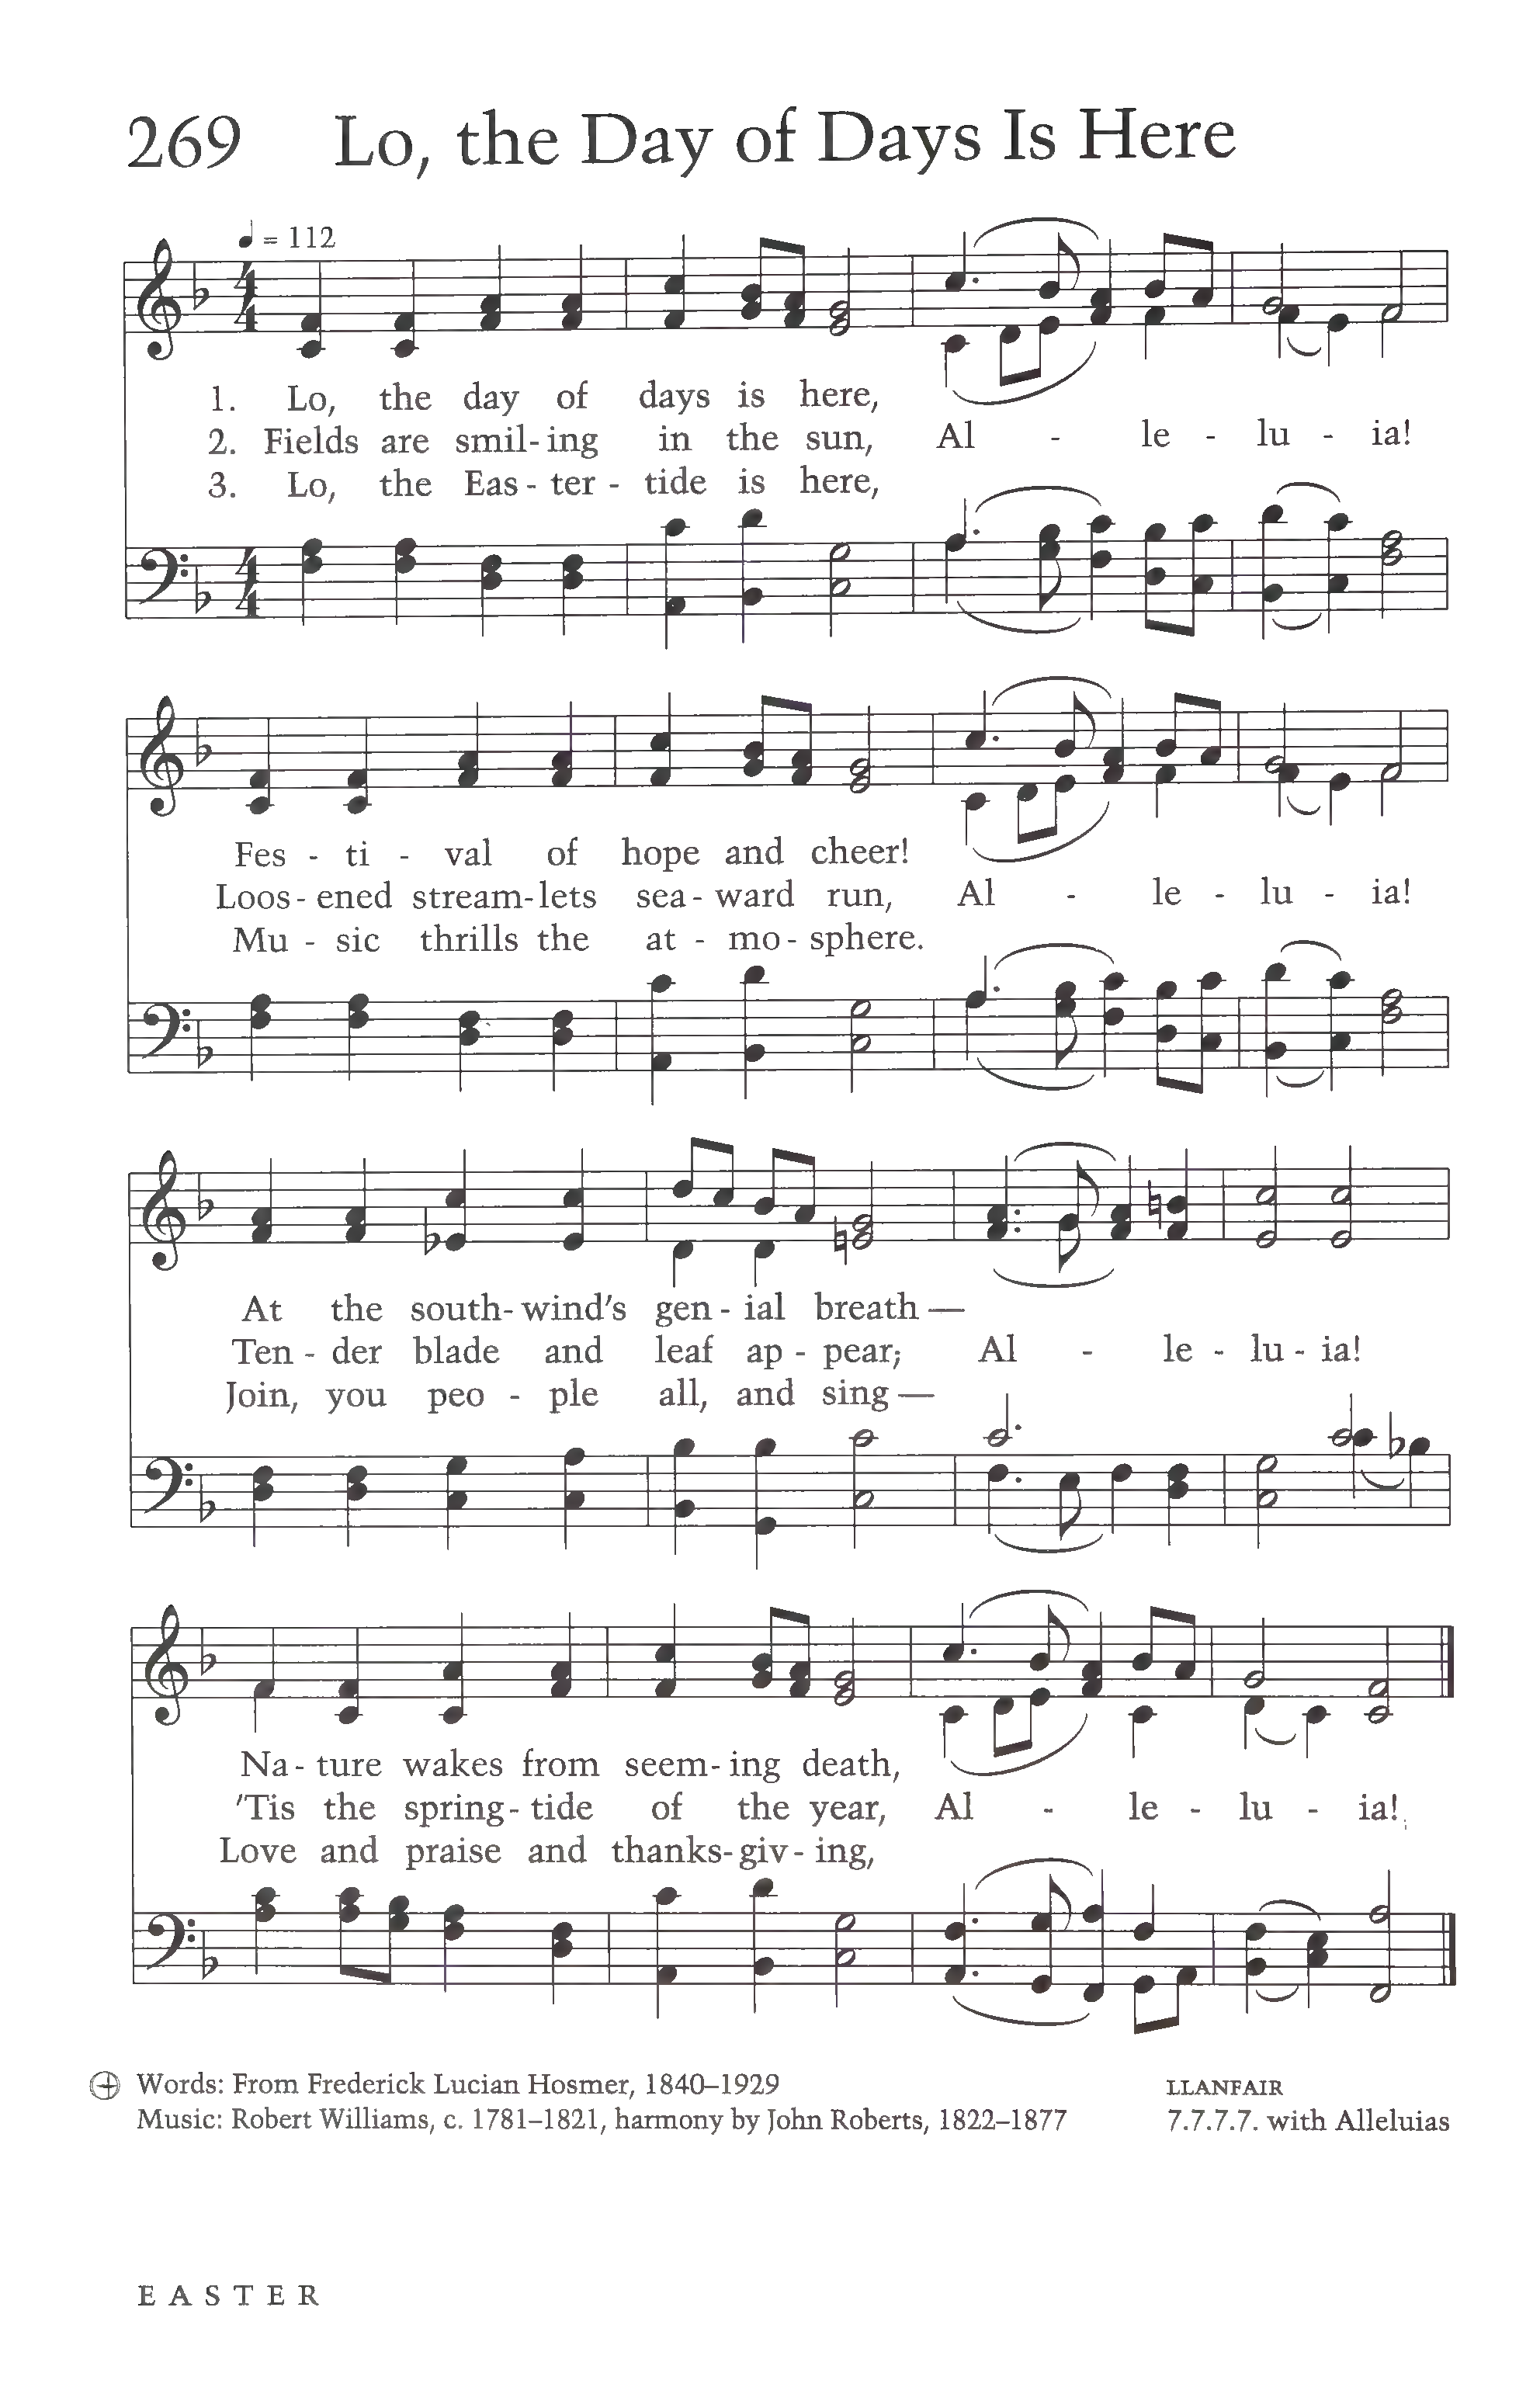 269 Lo, the Day of Days Is Here
♩ = 112
1. Lo, the day of days is here,
2. Fields are smil-ing in the sun, Al - le - lu - ia!
3. Lo, the Eas - ter - tide is here,
Fes - ti - val of hope and cheer!
Loos-ened stream-lets sea-ward run, Al - le - lu - ia!
Mu - sic thrills the at - mo-sphere.
At the south-wind's gen-ial breath—
Ten-der blade and leaf ap-pear; Al - le - lu - ia!
Join, you peo - ple all, and sing—
Na-ture wakes from seem-ing death,
'Tis the spring-tide of the year, Al - le - lu - ia!
Love and praise and thanks-giv-ing,
Words: From Frederick Lucian Hosmer, 1840–1929 LLANFAIR
Music: Robert Williams, c. 1781–1821, harmony by John Roberts, 1822–1877 7.7.7.7. with Alleluias
EASTER